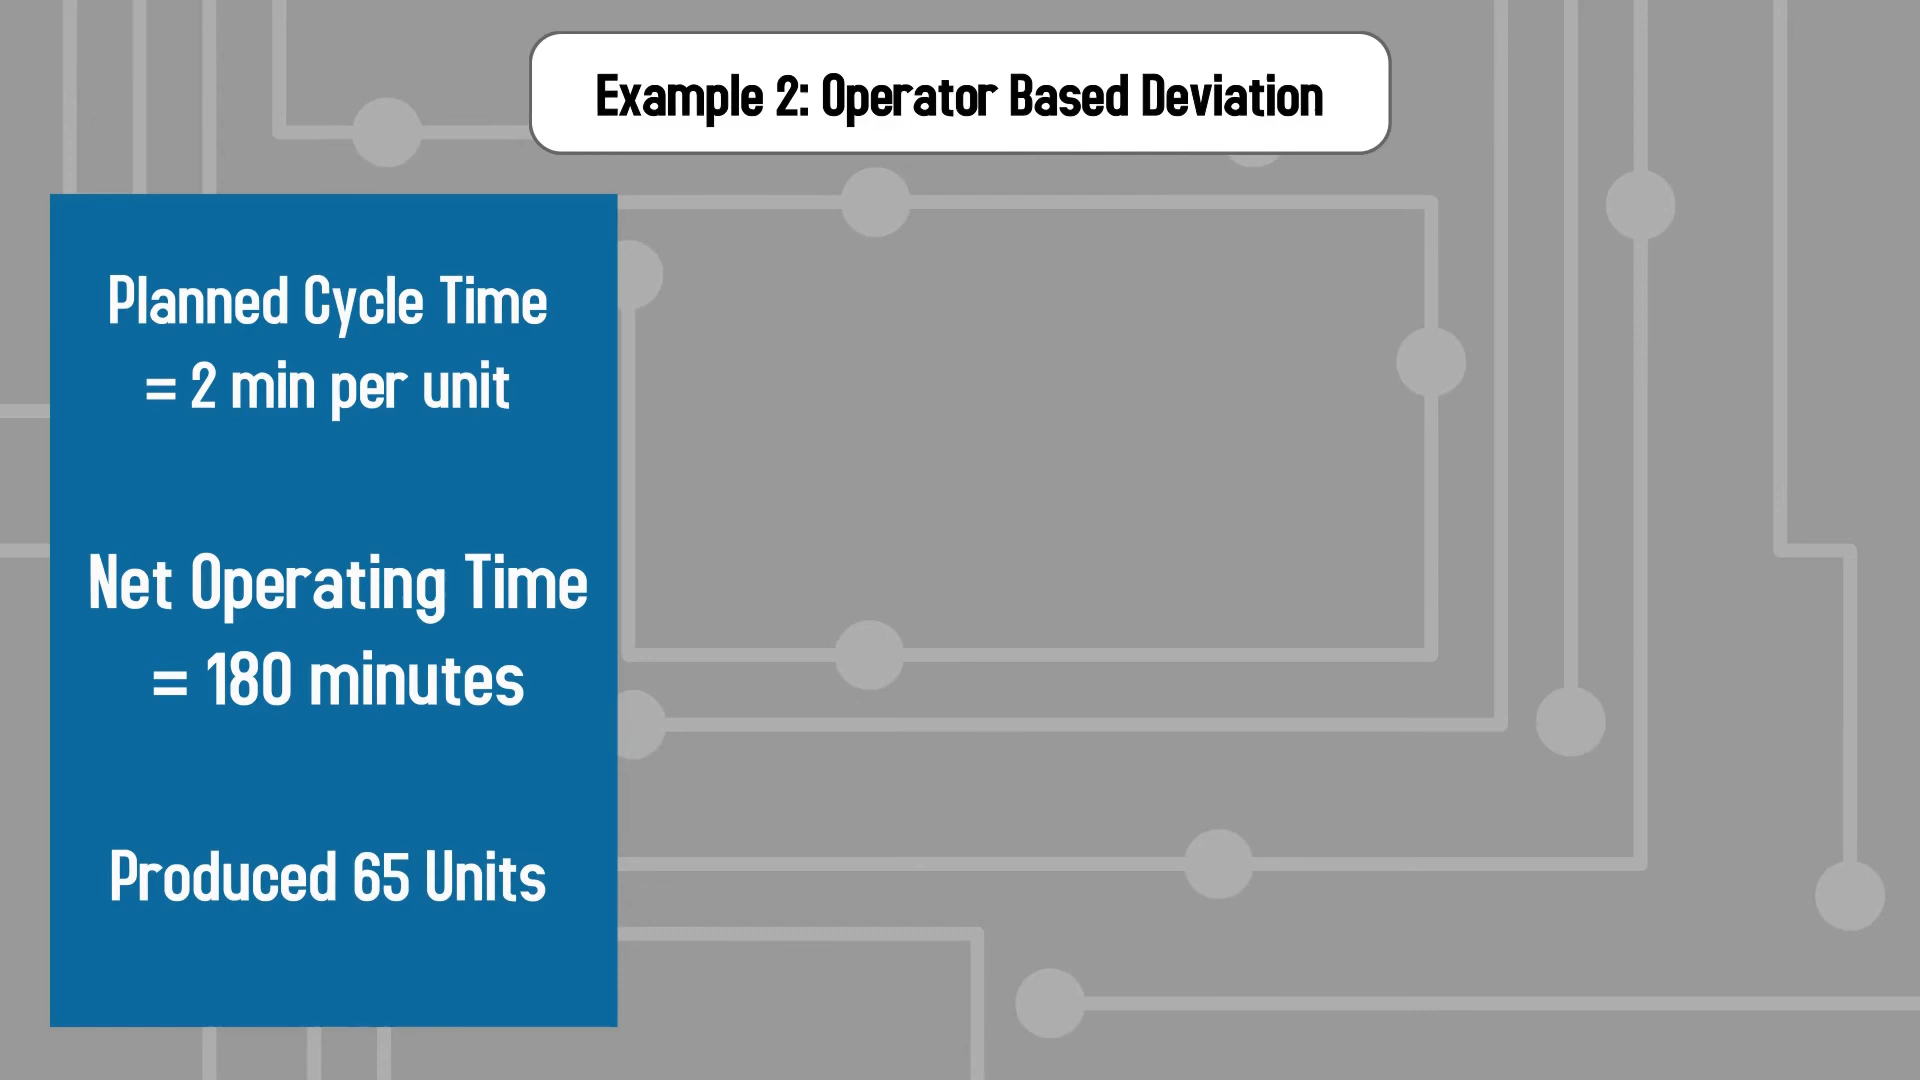 Example 2: Operator Based Deviation
Planned Cycle Time
= 2 min per unit
Net Operating Time
= 180 minutes
Produced 65 Units